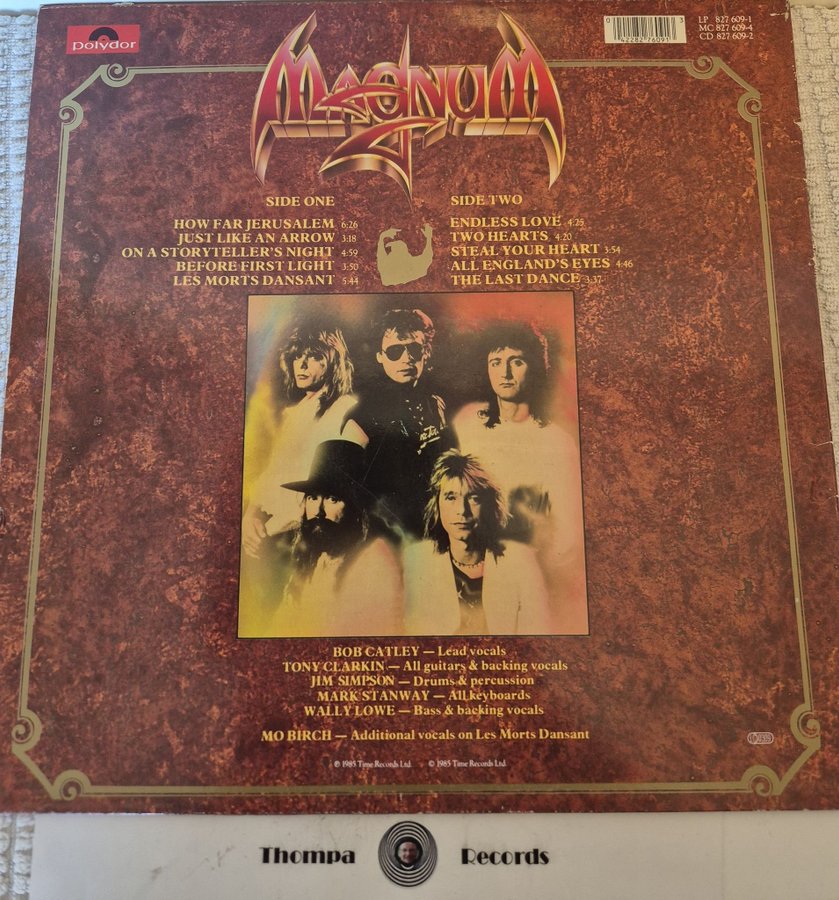 polydor
0 42282 76091 3
LP 827 609-1
MC 827 609-4
CD 827 609-2
MAGNUM
SIDE ONE
HOW FAR JERUSALEM 6:26
JUST LIKE AN ARROW 3:18
ON A STORYTELLER'S NIGHT 4:59
BEFORE FIRST LIGHT 3:50
LES MORTS DANSANT 5:44
SIDE TWO
ENDLESS LOVE 4:25
TWO HEARTS 4:20
STEAL YOUR HEART 3:54
ALL ENGLAND'S EYES 4:46
THE LAST DANCE 3:37
BOB CATLEY — Lead vocals
TONY CLARKIN — All guitars & backing vocals
JIM SIMPSON — Drums & percussion
MARK STANWAY — All keyboards
WALLY LOWE — Bass & backing vocals
MO BIRCH — Additional vocals on Les Morts Dansant
℗ 1985 Time Records Ltd. © 1985 Time Records Ltd.
Thompa Records